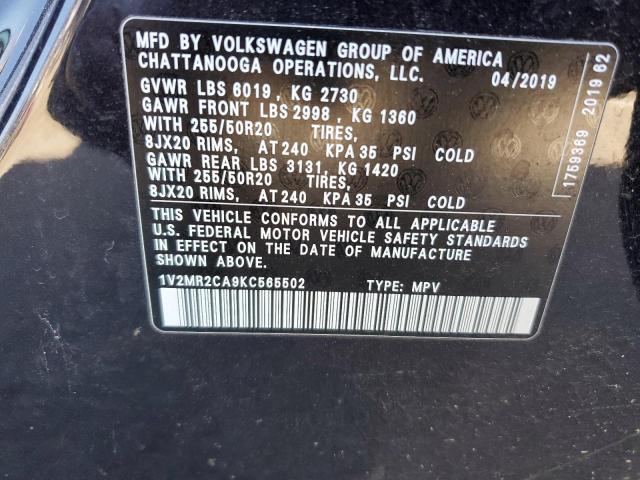 MFD BY VOLKSWAGEN GROUP OF AMERICA
CHATTANOOGA OPERATIONS, LLC. 04/2019
GVWR LBS 6019, KG 2730
GAWR FRONT LBS 2998, KG 1360
WITH 255/50R20 TIRES,
8JX20 RIMS, AT 240 KPA 35 PSI COLD
GAWR REAR LBS 3131, KG 1420
WITH 255/50R20 TIRES,
8JX20 RIMS, AT 240 KPA 35 PSI COLD
THIS VEHICLE CONFORMS TO ALL APPLICABLE
U.S. FEDERAL MOTOR VEHICLE SAFETY STANDARDS
IN EFFECT ON THE DATE OF MANUFACTURE
SHOWN ABOVE.
1V2MR2CA9KC565502 TYPE: MPV
1759369 2019 62